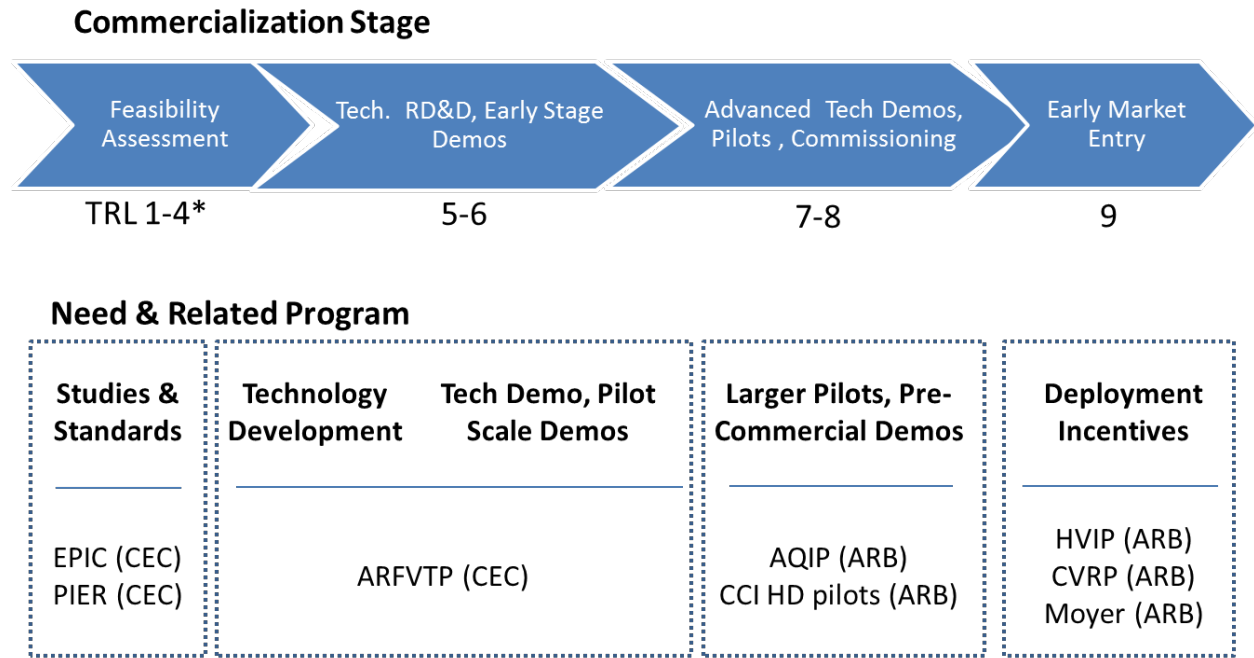 Commercialization Stage
Feasibility
Assessment
Tech. RD&D, Early Stage
Demos
Advanced Tech Demos,
Pilots , Commissioning
Early Market
Entry
TRL 1-4*
5-6
7-8
9
Need & Related Program
Studies &
Standards
Technology
Development
Tech Demo, Pilot
Scale Demos
Larger Pilots, Pre-
Commercial Demos
Deployment
Incentives
EPIC (CEC)
PIER (CEC)
ARFVTP (CEC)
AQIP (ARB)
CCI HD pilots (ARB)
HVIP (ARB)
CVRP (ARB)
Moyer (ARB)